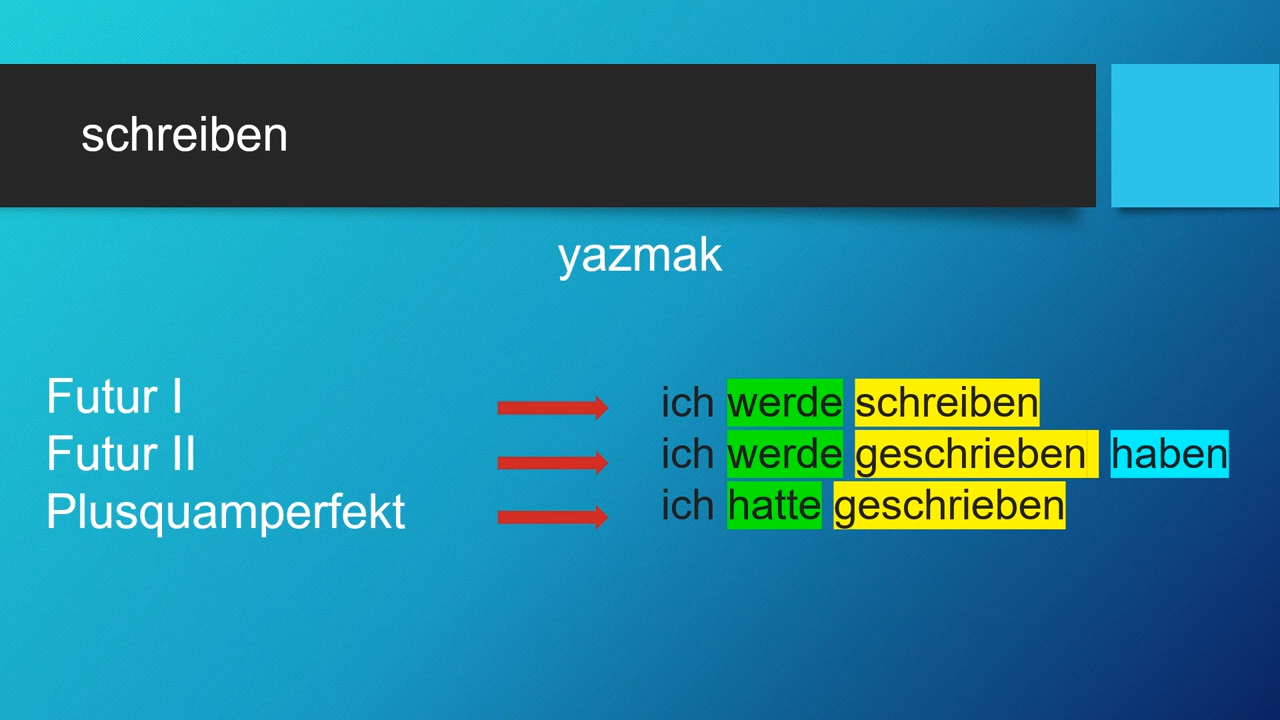 schreiben
yazmak
Futur I ich werde schreiben
Futur II ich werde geschrieben haben
Plusquamperfekt ich hatte geschrieben